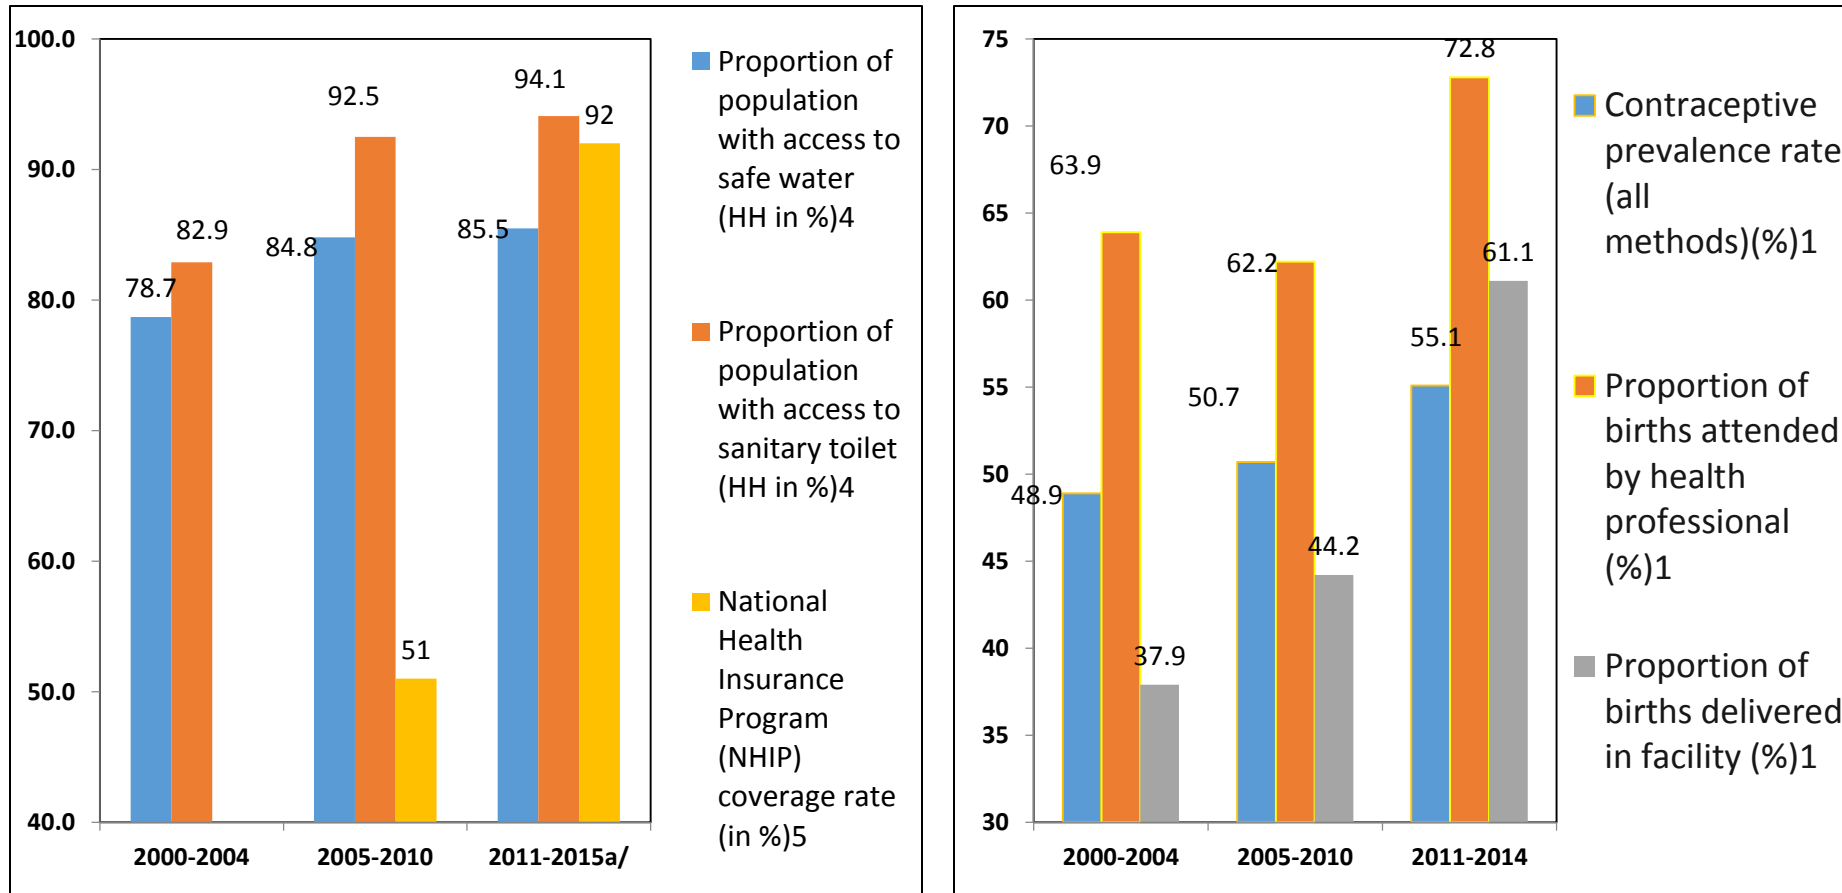 100.0
90.0
80.0
70.0
60.0
50.0
40.0
78.7
82.9
84.8
92.5
51
85.5
94.1
92
2000-2004
2005-2010
2011-2015a/
Proportion of
population
with access to
safe water
(HH in %)4
Proportion of
population
with access to
sanitary toilet
(HH in %)4
National
Health
Insurance
Program
(NHIP)
coverage rate
(in %)5
75
70
65
60
55
50
45
40
35
30
48.9
63.9
37.9
50.7
62.2
44.2
55.1
72.8
61.1
2000-2004
2005-2010
2011-2014
Contraceptive
prevalence rate
(all
methods)(%)1
Proportion of
births attended
by health
professional
(%)1
Proportion of
births delivered
in facility (%)1